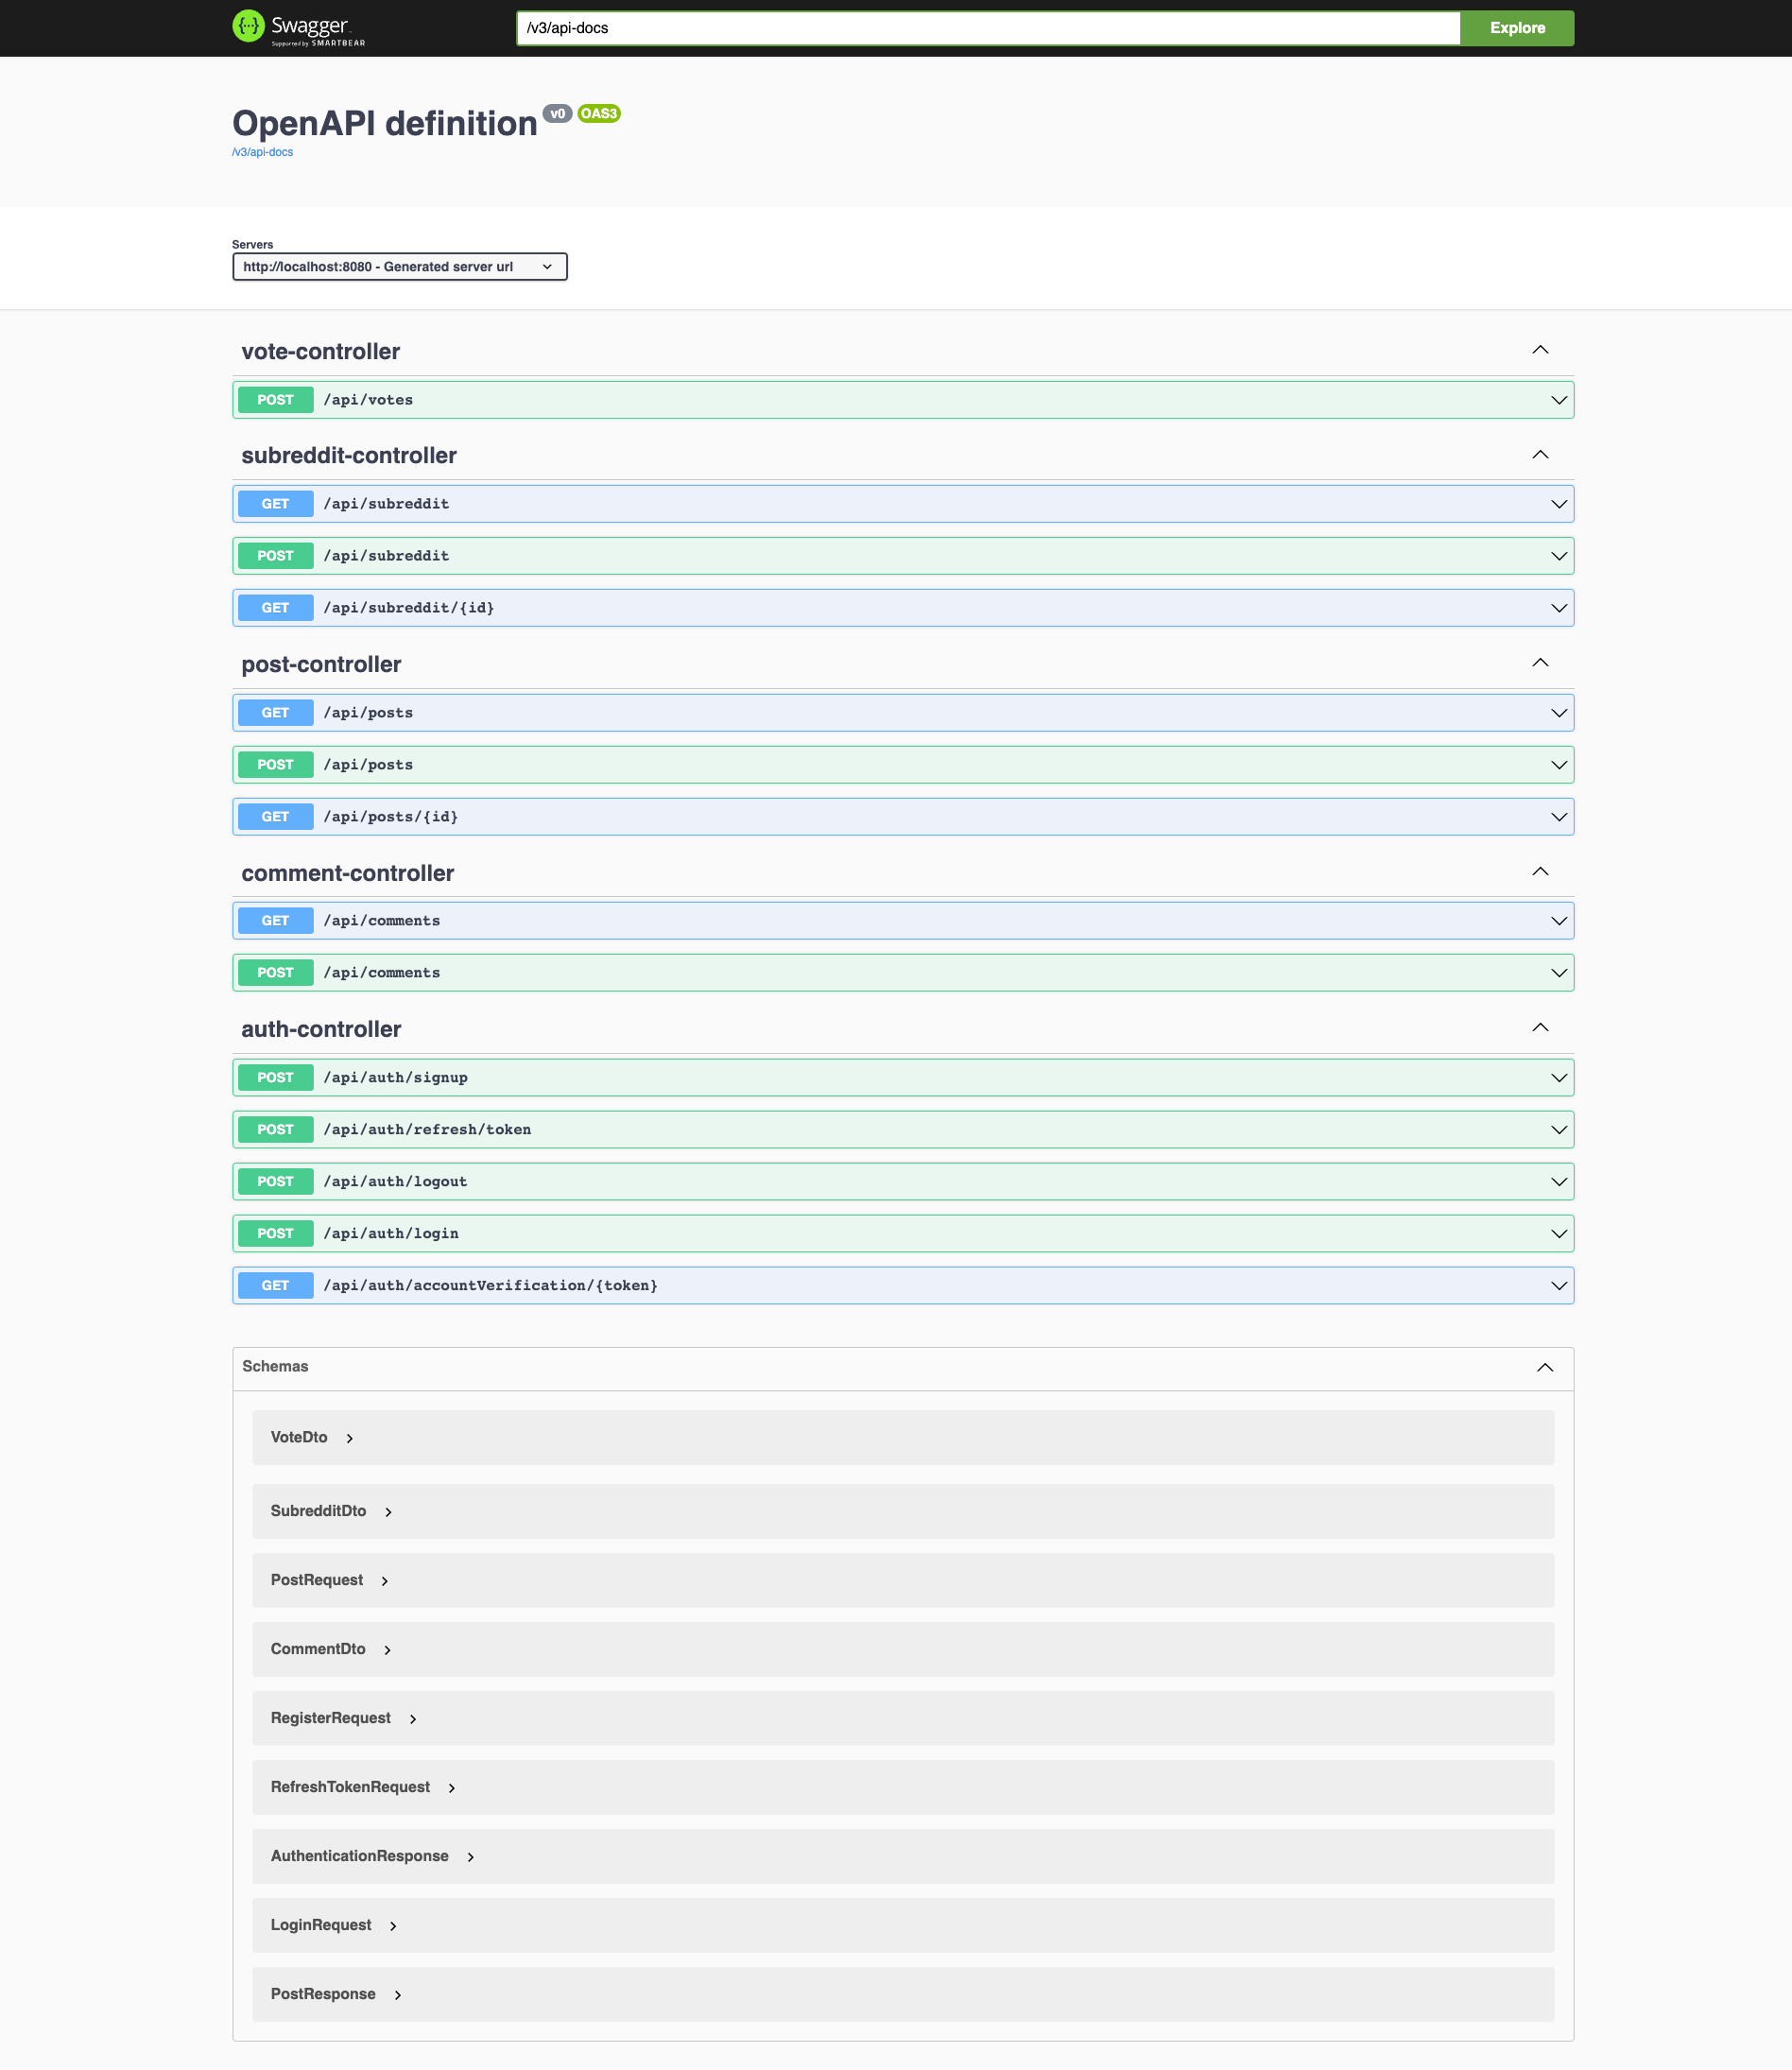 Swagger
Supported by SMARTBEAR
/v3/api-docs
Explore
OpenAPI definition v0 OAS3
/v3/api-docs
Servers
http://localhost:8080 - Generated server url
vote-controller
POST /api/votes
subreddit-controller
GET /api/subreddit
POST /api/subreddit
GET /api/subreddit/{id}
post-controller
GET /api/posts
POST /api/posts
GET /api/posts/{id}
comment-controller
GET /api/comments
POST /api/comments
auth-controller
POST /api/auth/signup
POST /api/auth/refresh/token
POST /api/auth/logout
POST /api/auth/login
GET /api/auth/accountVerification/{token}
Schemas
VoteDto
SubredditDto
PostRequest
CommentDto
RegisterRequest
RefreshTokenRequest
AuthenticationResponse
LoginRequest
PostResponse